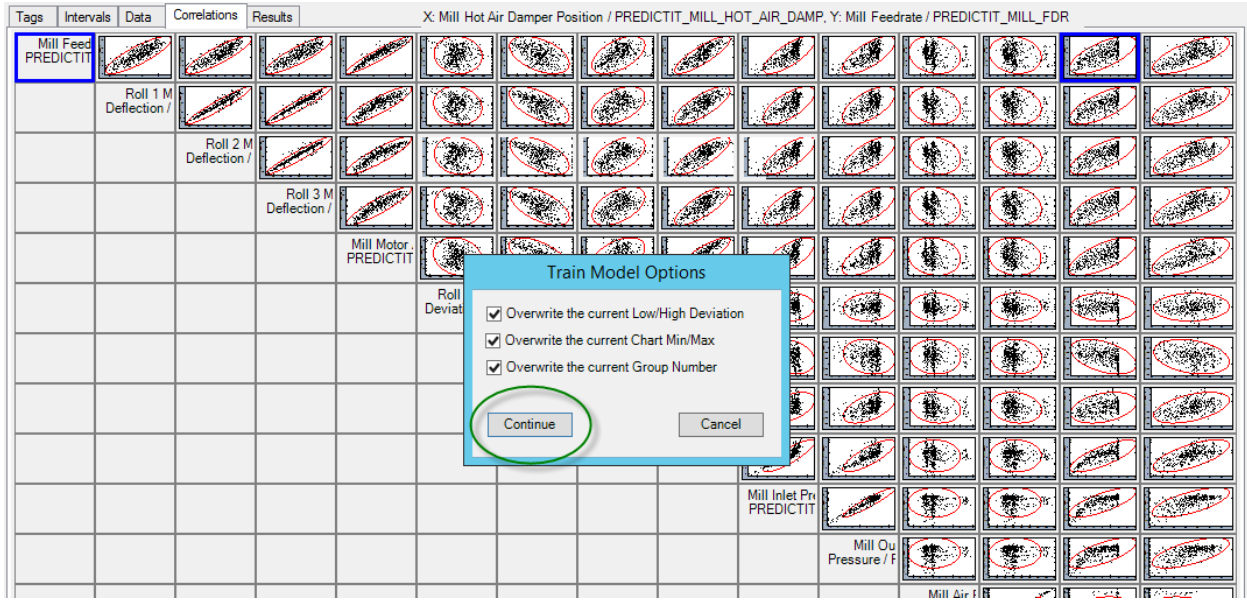 Tags Intervals Data Correlations Results X: Mill Hot Air Damper Position / PREDICTIT_MILL_HOT_AIR_DAMP, Y: Mill Feedrate / PREDICTIT_MILL_FDR
Mill Feed
PREDICTIT
Roll 1 M
Deflection /
Roll 2 M
Deflection /
Roll 3 M
Deflection /
Mill Motor
PREDICTIT
Roll
Deviat
Train Model Options
Overwrite the current Low/High Deviation
Overwrite the current Chart Min/Max
Overwrite the current Group Number
Continue Cancel
Mill Inlet Pre
PREDICTIT
Mill Ou
Pressure / F
Mill Air F